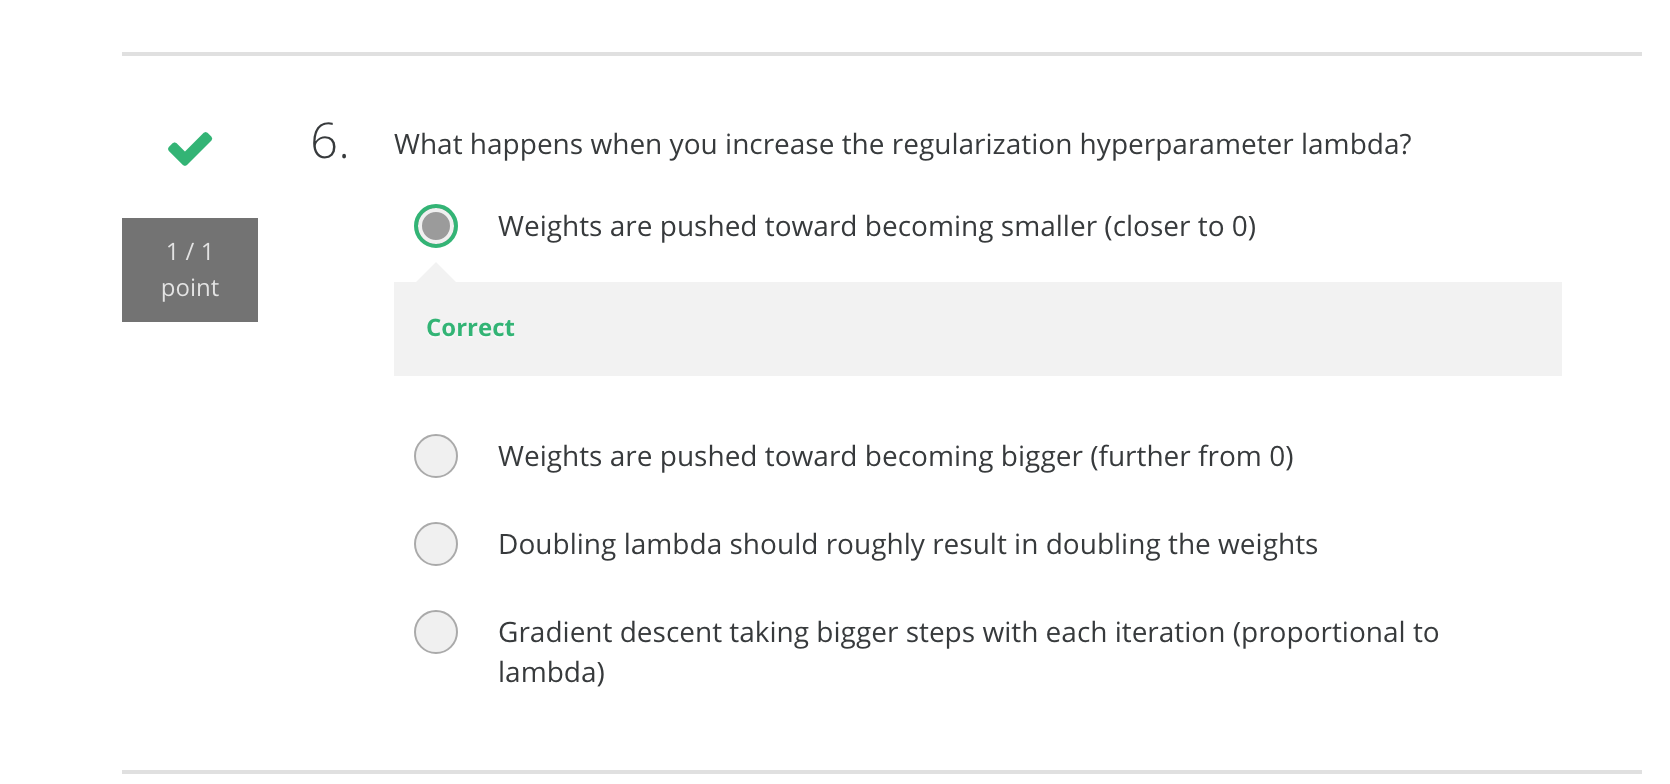 6.
What happens when you increase the regularization hyperparameter lambda?
1 / 1
point
Weights are pushed toward becoming smaller (closer to 0)
Correct
Weights are pushed toward becoming bigger (further from 0)
Doubling lambda should roughly result in doubling the weights
Gradient descent taking bigger steps with each iteration (proportional to
lambda)